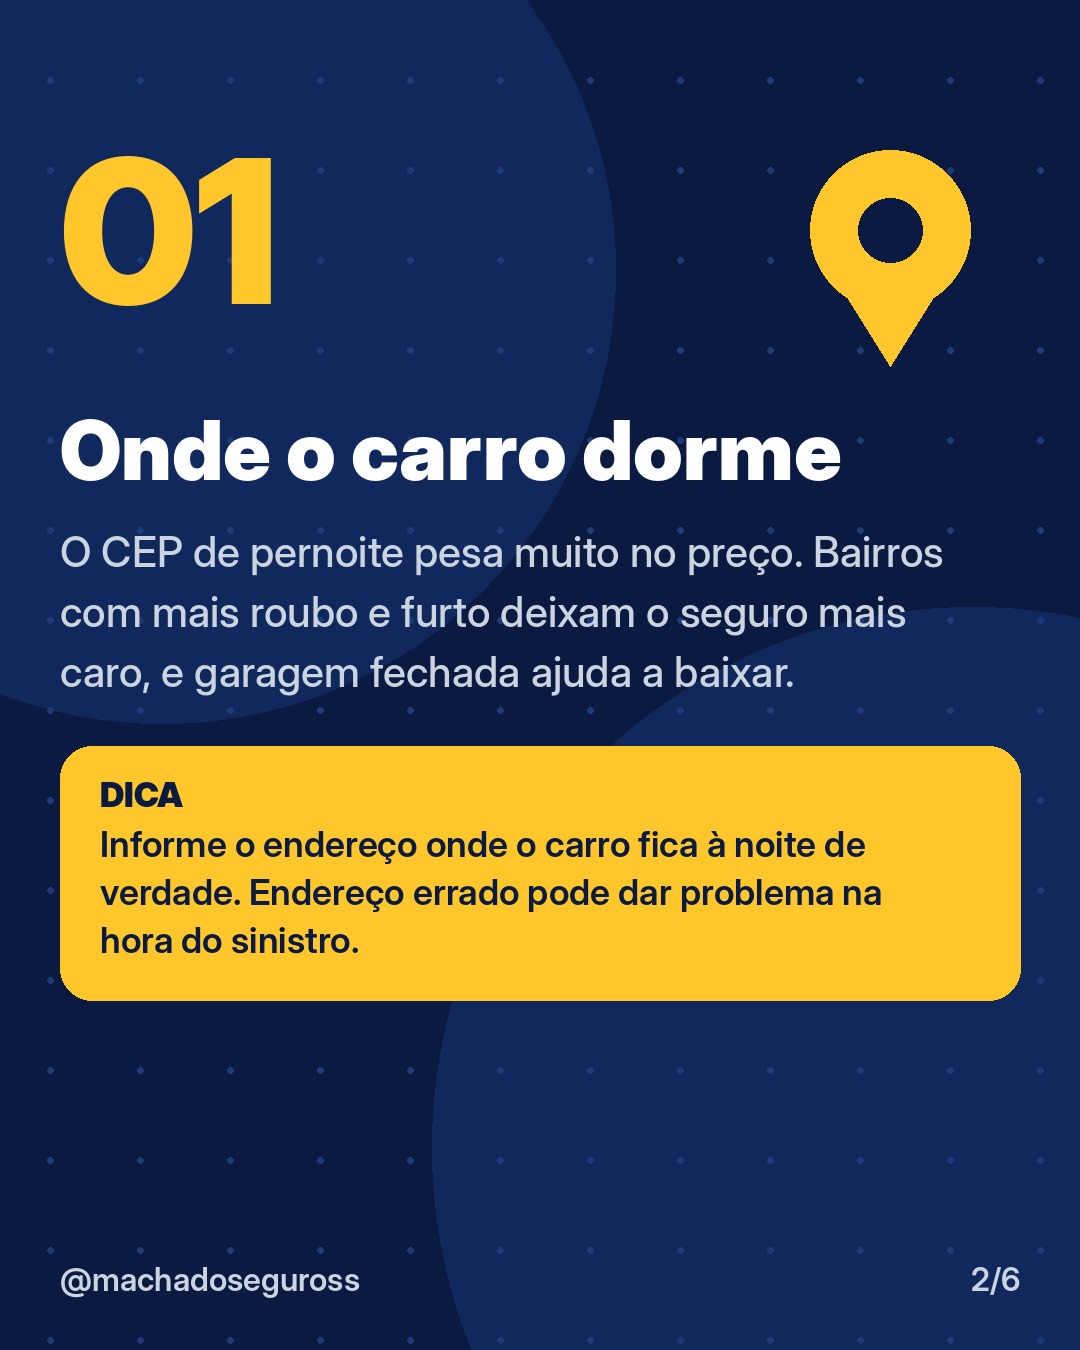 01
Onde o carro dorme
O CEP de pernoite pesa muito no preço. Bairros
com mais roubo e furto deixam o seguro mais
caro, e garagem fechada ajuda a baixar.
DICA
Informe o endereço onde o carro fica à noite de
verdade. Endereço errado pode dar problema na
hora do sinistro.
@machadoseguross
2/6